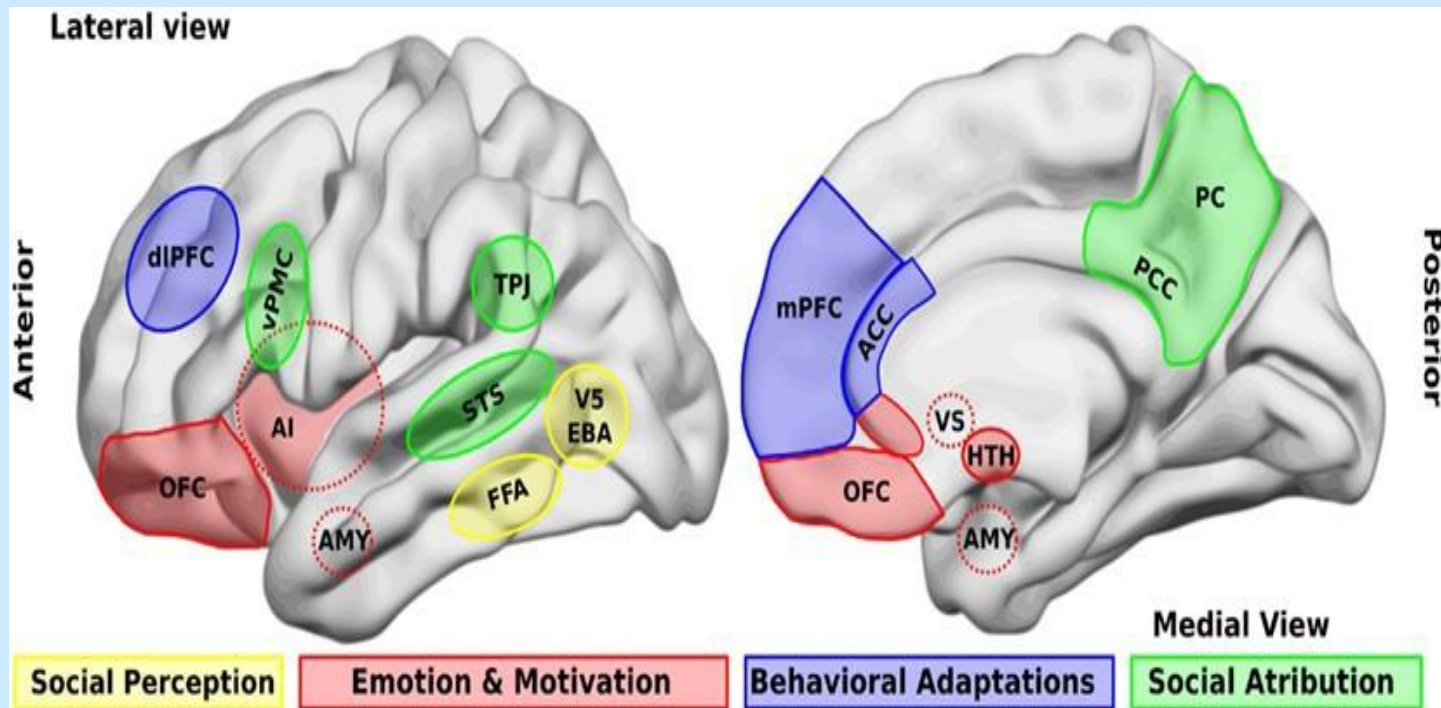 Lateral view
Anterior
dlPFC
vPMC
TPJ
STS
V5
EBA
AI
OFC
FFA
AMY
PC
PCC
mPFC
ACC
VS
HTH
OFC
AMY
Posterior
Medial View
Social Perception
Emotion & Motivation
Behavioral Adaptations
Social Atribution